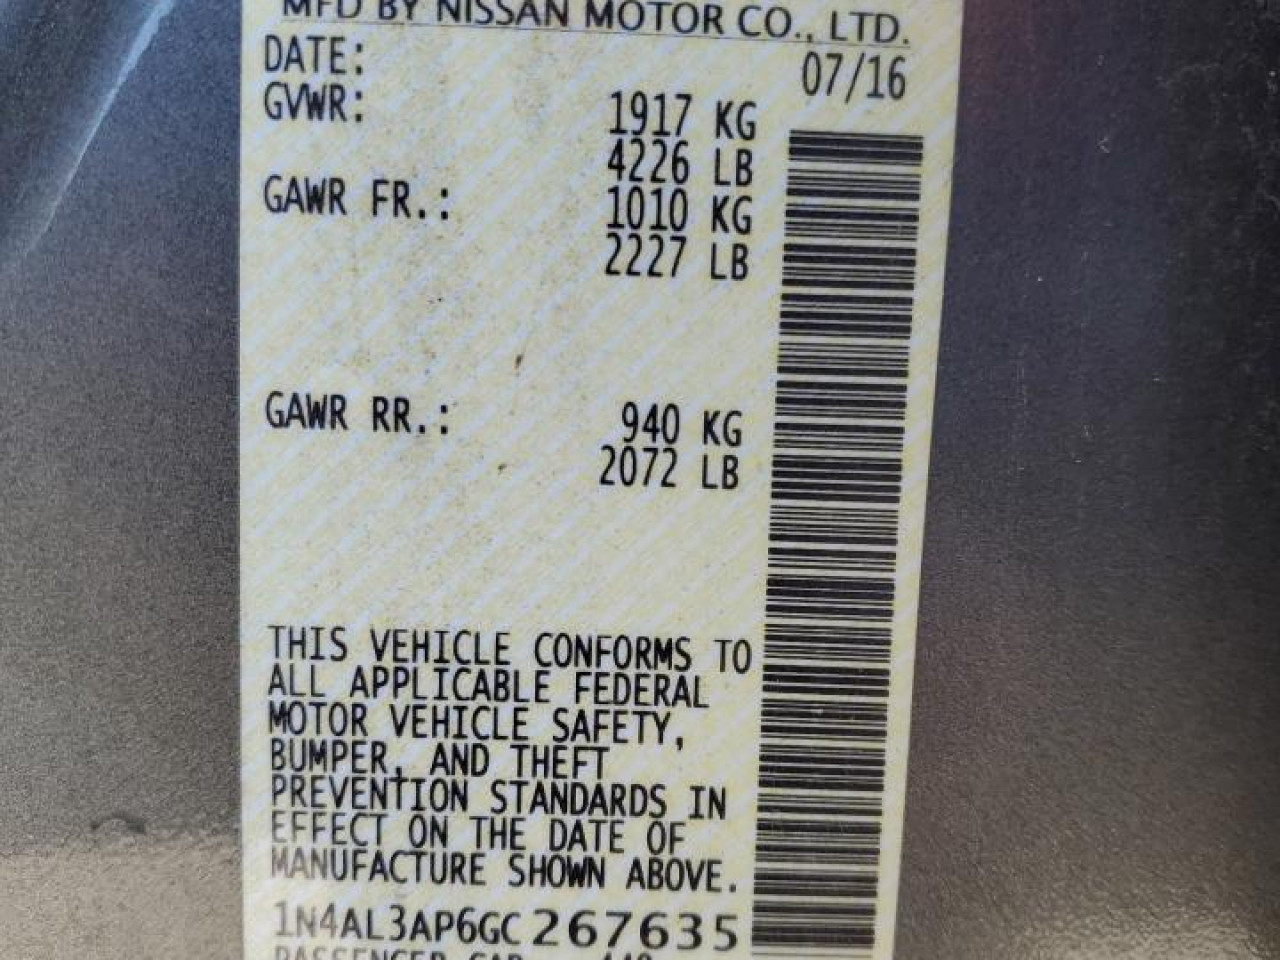 MFD BY NISSAN MOTOR CO., LTD.
DATE: 07/16
GVWR: 1917 KG
4226 LB
GAWR FR.: 1010 KG
2227 LB
GAWR RR.: 940 KG
2072 LB
THIS VEHICLE CONFORMS TO
ALL APPLICABLE FEDERAL
MOTOR VEHICLE SAFETY,
BUMPER, AND THEFT
PREVENTION STANDARDS IN
EFFECT ON THE DATE OF
MANUFACTURE SHOWN ABOVE.
1N4AL3AP6GC267635
PASSENGER CAR